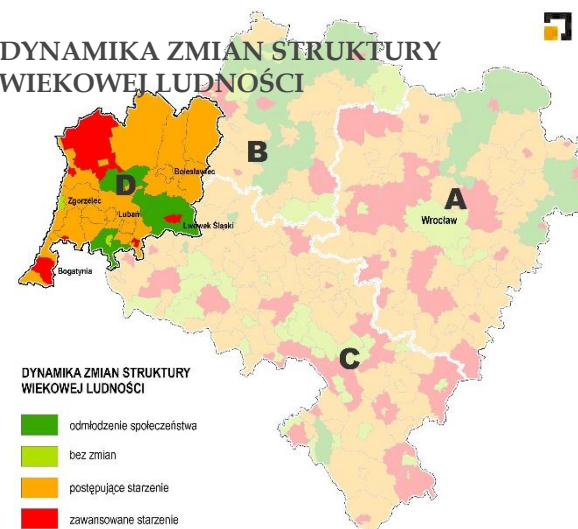 DYNAMIKA ZMIAN STRUKTURY
WIEKOWEJ LUDNOŚCI
B
A
Bolesławiec
D
Zgorzelec
Lubań
Lwówek Śląski
Wrocław
Bogatynia
C
DYNAMIKA ZMIAN STRUKTURY
WIEKOWEJ LUDNOŚCI
odmłodzenie społeczeństwa
bez zmian
postępujące starzenie
zawansowane starzenie